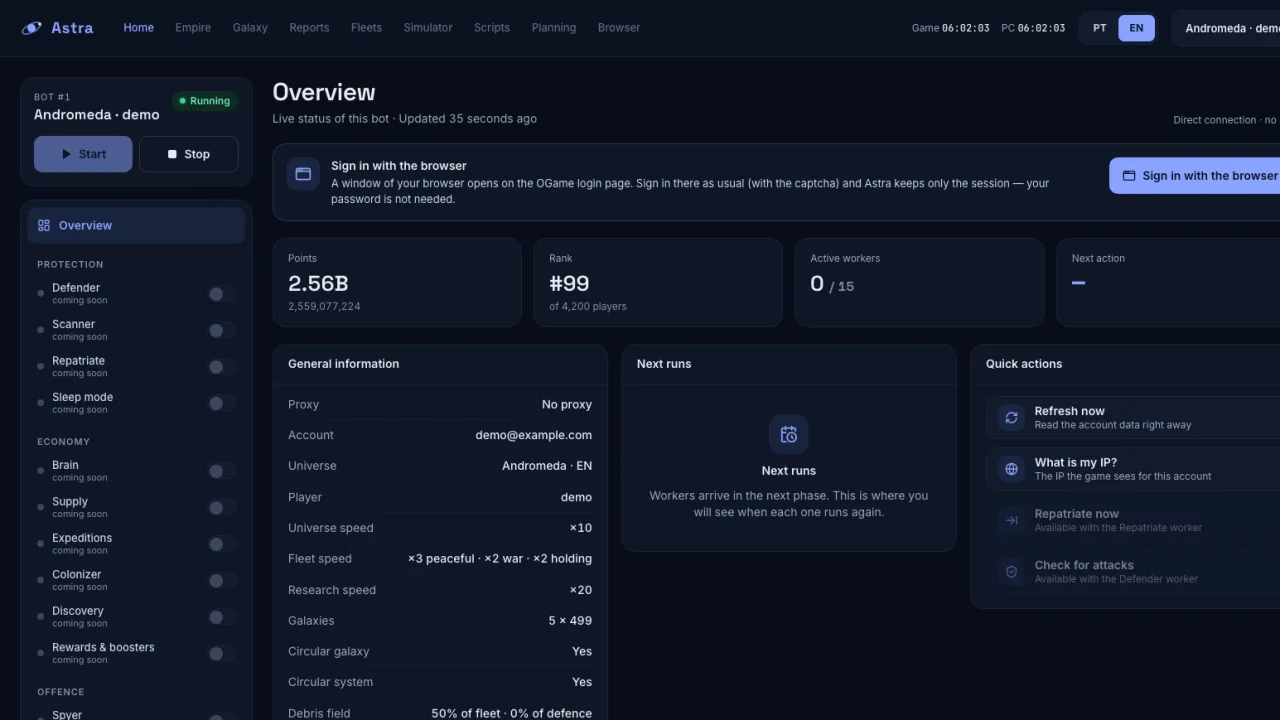 Astra
Home
Empire
Galaxy
Reports
Fleets
Simulator
Scripts
Planning
Browser
Game 06:02:03
PC 06:02:03
PT
EN
Andromeda · demo
BOT #1
Andromeda · demo
Running
Start
Stop
Overview
PROTECTION
Defender
coming soon
Scanner
coming soon
Repatriate
coming soon
Sleep mode
coming soon
ECONOMY
Brain
coming soon
Supply
coming soon
Expeditions
coming soon
Colonizer
coming soon
Discovery
coming soon
Rewards & boosters
coming soon
OFFENCE
Spyer
Overview
Live status of this bot · Updated 35 seconds ago
Direct connection · no
Sign in with the browser
A window of your browser opens on the OGame login page. Sign in there as usual (with the captcha) and Astra keeps only the session — your
password is not needed.
Sign in with the browser
Points
2.56B
2,559,077,224
Rank
#99
of 4,200 players
Active workers
0 / 15
Next action
–
General information
Proxy
No proxy
Account
demo@example.com
Universe
Andromeda · EN
Player
demo
Universe speed
×10
Fleet speed
×3 peaceful · ×2 war · ×2 holding
Research speed
×20
Galaxies
5 × 499
Circular galaxy
Yes
Circular system
Yes
Debris field
50% of fleet · 0% of defence
Next runs
Next runs
Workers arrive in the next phase. This is where you
will see when each one runs again.
Quick actions
Refresh now
Read the account data right away
What is my IP?
The IP the game sees for this account
Repatriate now
Available with the Repatriate worker
Check for attacks
Available with the Defender worker